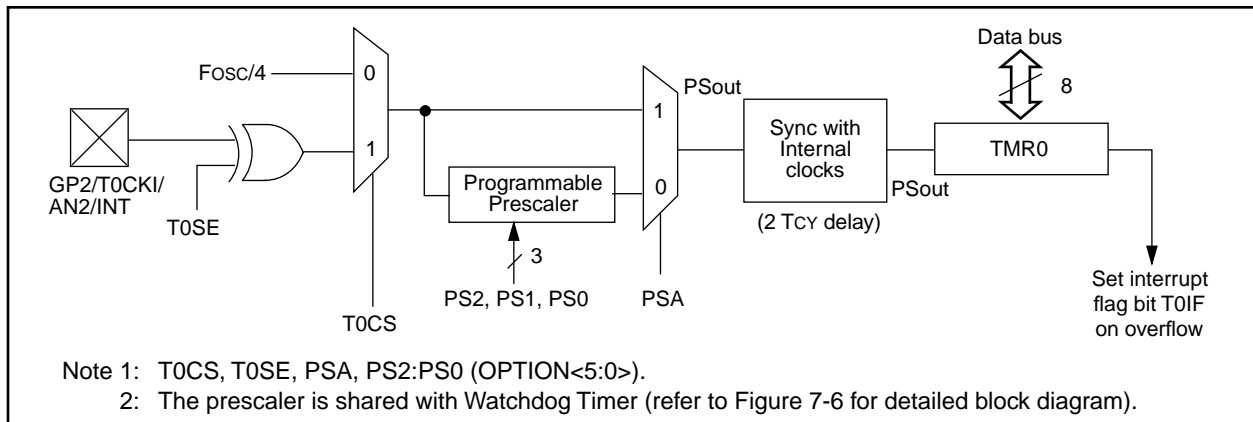 Data bus
FOSC/4
0
PSout
8
1
Sync with
Internal
clocks
TMR0
1
Programmable
Prescaler
0
PSout
GP2/T0CKI/
AN2/INT
T0SE
(2 TCY delay)
3
PS2, PS1, PS0
PSA
T0CS
Set interrupt
flag bit T0IF
on overflow
Note 1: T0CS, T0SE, PSA, PS2:PS0 (OPTION<5:0>).
2: The prescaler is shared with Watchdog Timer (refer to Figure 7-6 for detailed block diagram).